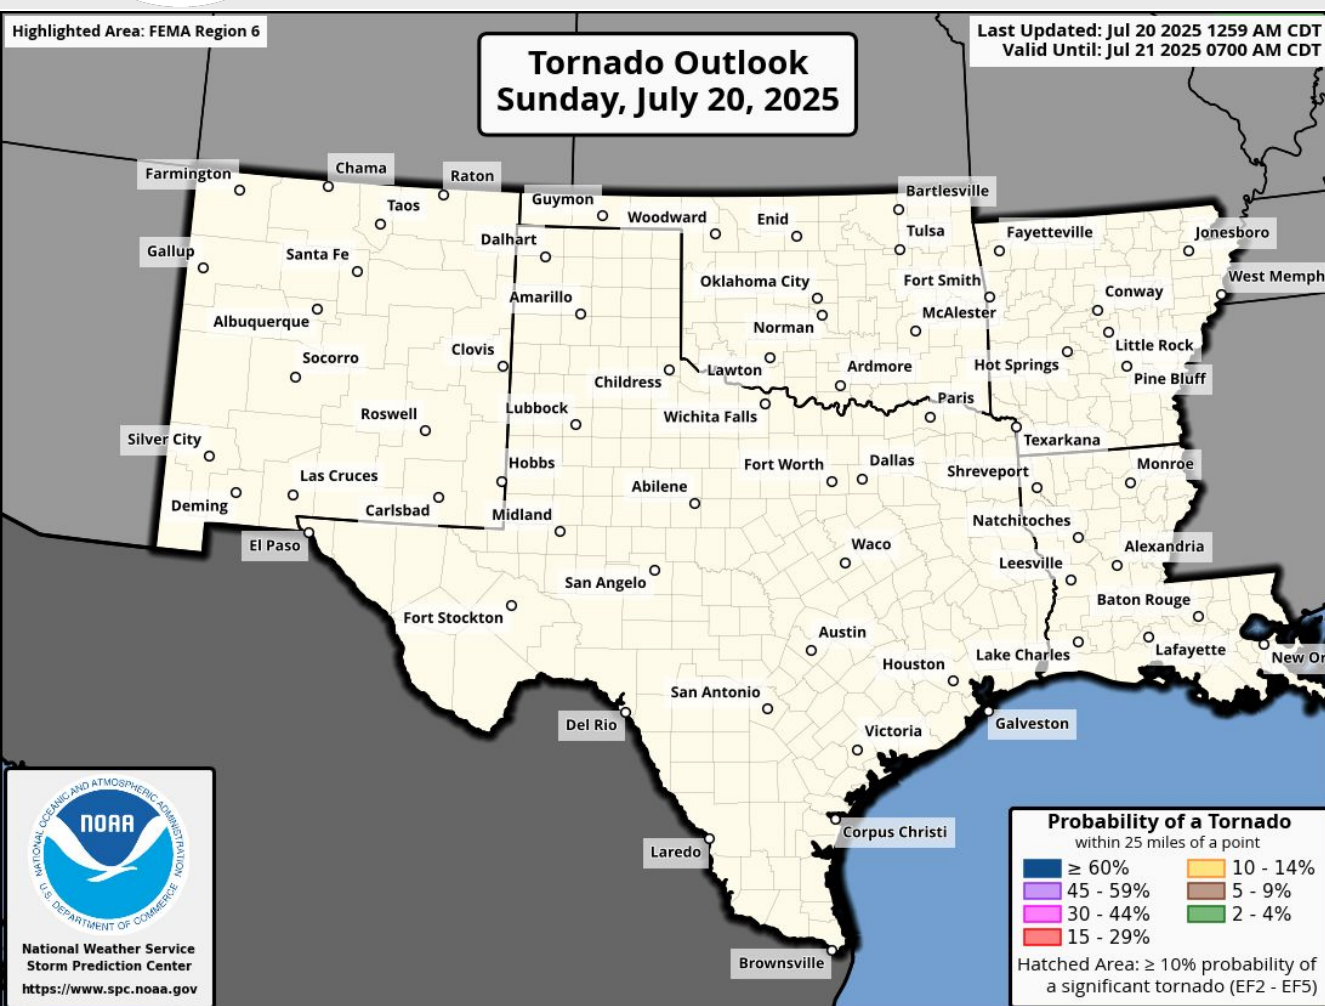 Highlighted Area: FEMA Region 6
Last Updated: Jul 20 2025 1259 AM CDT
Valid Until: Jul 21 2025 0700 AM CDT
Tornado Outlook
Sunday, July 20, 2025
Farmington
Chama
Raton
Taos
Guymon
Woodward
Enid
Bartlesville
Tulsa
Fayetteville
Jonesboro
Gallup
Santa Fe
Dalhart
Oklahoma City
Fort Smith
West Memph
Conway
Amarillo
Albuquerque
Norman
McAlester
Little Rock
Socorro
Clovis
Childress
Lawton
Ardmore
Hot Springs
Pine Bluff
Roswell
Lubbock
Wichita Falls
Paris
Texarkana
Silver City
Las Cruces
Hobbs
Fort Worth
Dallas
Shreveport
Monroe
Deming
Carlsbad
Abilene
Midland
Natchitoches
El Paso
Waco
Alexandria
San Angelo
Leesville
Fort Stockton
Baton Rouge
Austin
Houston
Lake Charles
Lafayette
New Or
San Antonio
Del Rio
Victoria
Galveston
Corpus Christi
Laredo
Brownsville
NATIONAL OCEANIC AND ATMOSPHERIC ADMINISTRATION
NOAA
U.S. DEPARTMENT OF COMMERCE
National Weather Service
Storm Prediction Center
https://www.spc.noaa.gov
Probability of a Tornado
within 25 miles of a point
≥ 60%
10 - 14%
45 - 59%
5 - 9%
30 - 44%
2 - 4%
15 - 29%
Hatched Area: ≥ 10% probability of
a significant tornado (EF2 - EF5)